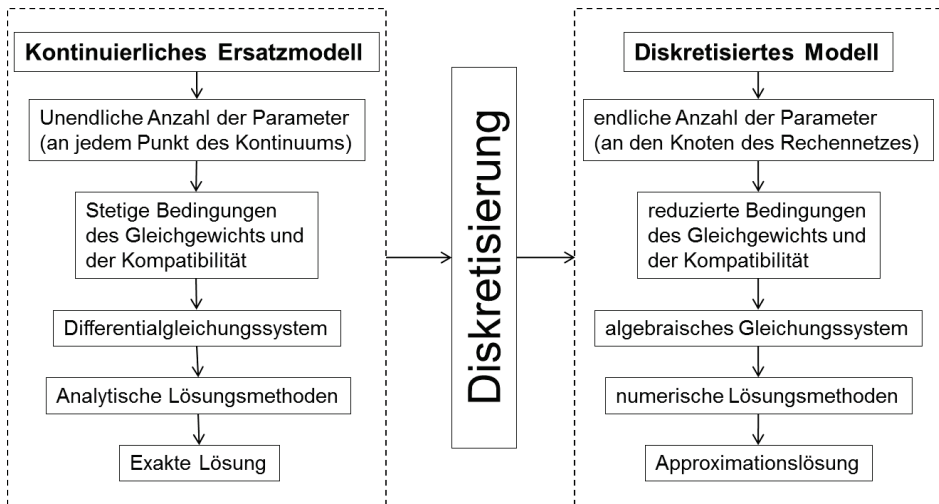 Kontinuierliches Ersatzmodell
Unendliche Anzahl der Parameter
(an jedem Punkt des Kontinuums)
Stetige Bedingungen
des Gleichgewichts und
der Kompatibilität
Differentialgleichungssystem
Analytische Lösungsmethoden
Exakte Lösung
Diskretisierung
Diskretisiertes Modell
endliche Anzahl der Parameter
(an den Knoten des Rechennetzes)
reduzierte Bedingungen
des Gleichgewichts und
der Kompatibilität
algebraisches Gleichungssystem
numerische Lösungsmethoden
Approximationslösung